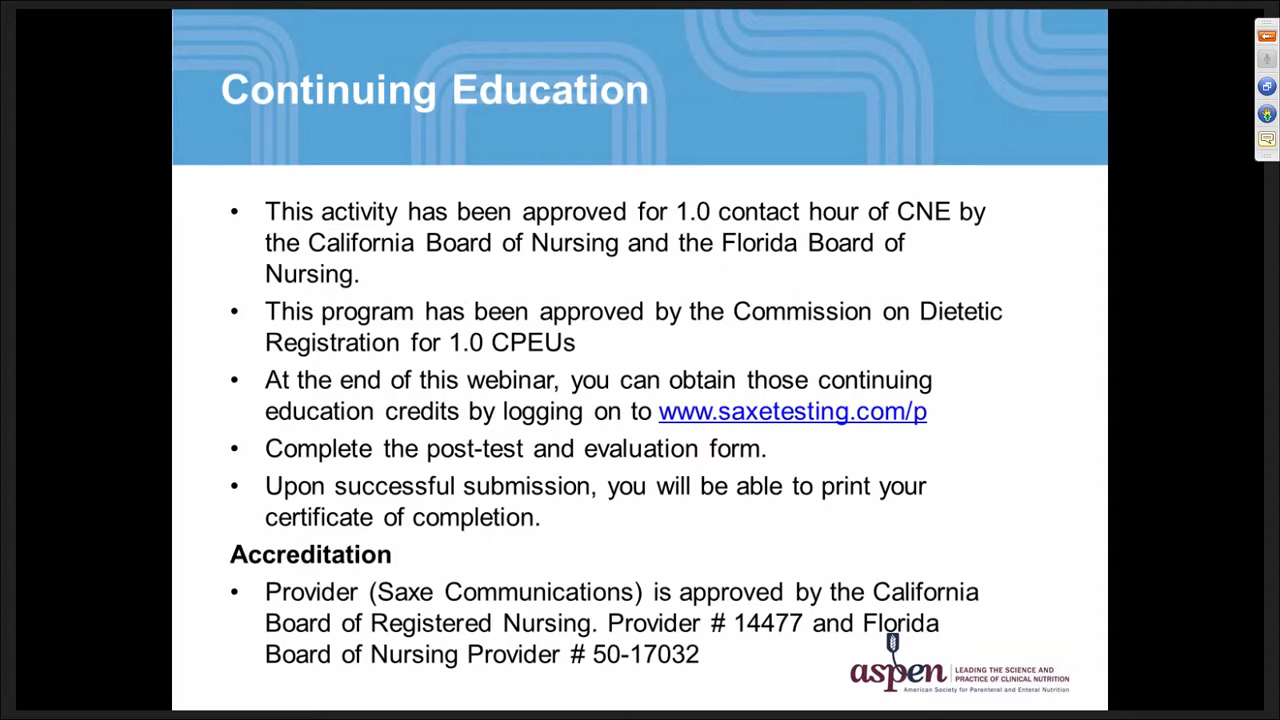 Continuing Education
• This activity has been approved for 1.0 contact hour of CNE by
the California Board of Nursing and the Florida Board of
Nursing.
• This program has been approved by the Commission on Dietetic
Registration for 1.0 CPEUs
• At the end of this webinar, you can obtain those continuing
education credits by logging on to www.saxetesting.com/p
• Complete the post-test and evaluation form.
• Upon successful submission, you will be able to print your
certificate of completion.
Accreditation
• Provider (Saxe Communications) is approved by the California
Board of Registered Nursing. Provider # 14477 and Florida
Board of Nursing Provider # 50-17032
aspen
LEADING THE SCIENCE AND
PRACTICE OF CLINICAL NUTRITION
American Society for Parenteral and Enteral Nutrition